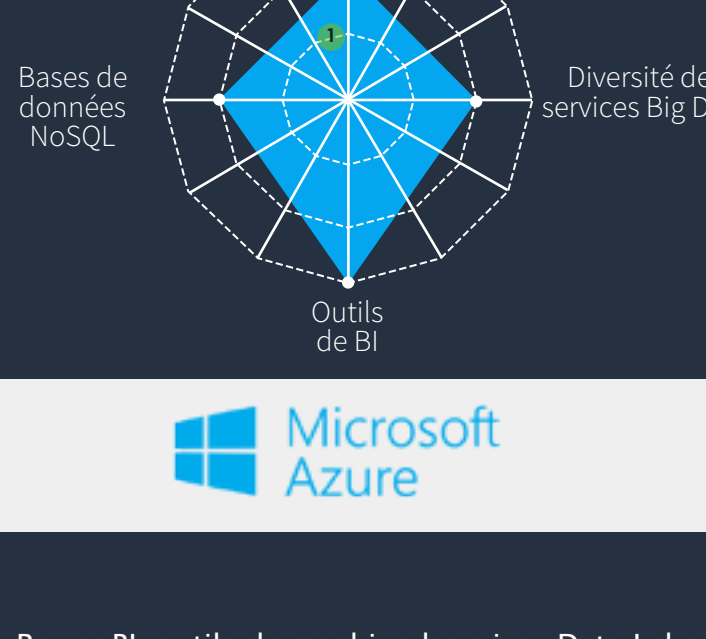 1
Bases de
données
NoSQL
Diversité de
services Big D
Outils
de BI
Microsoft
Azure